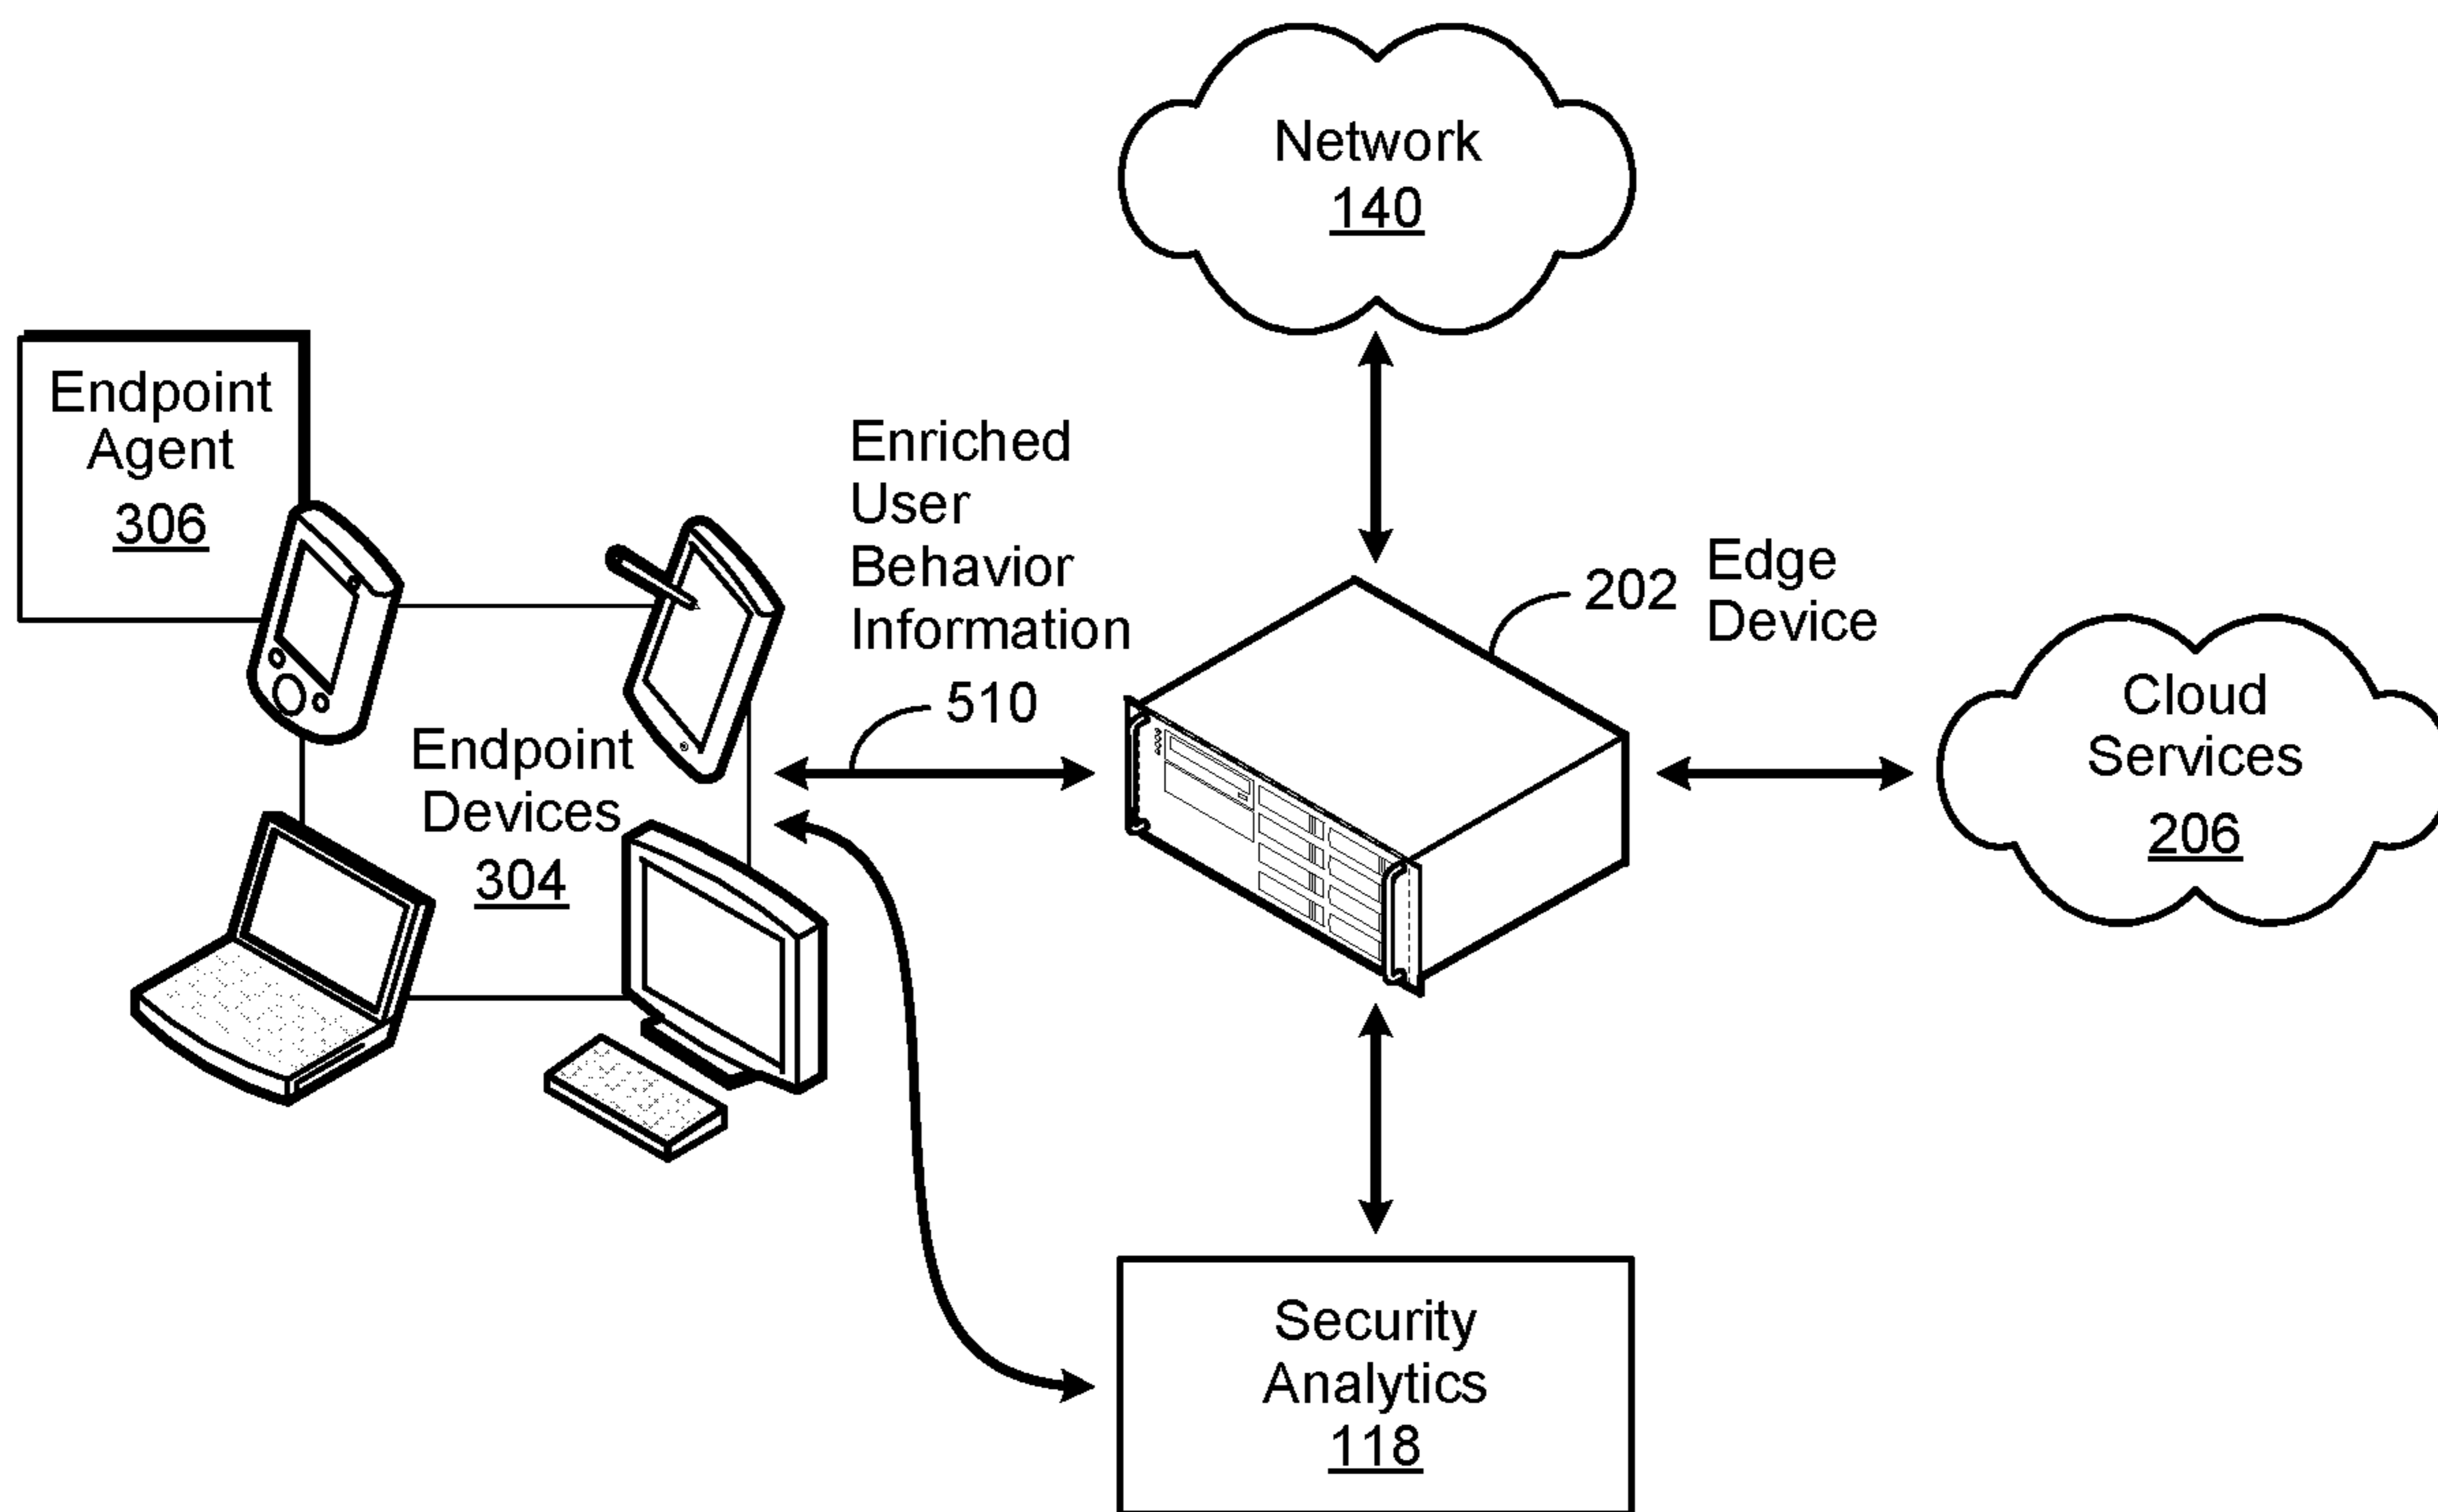 Network
140
Endpoint
Agent
306
Enriched
User
Behavior
Information
510
202
Edge
Device
Cloud
Services
206
Endpoint
Devices
304
Security
Analytics
118